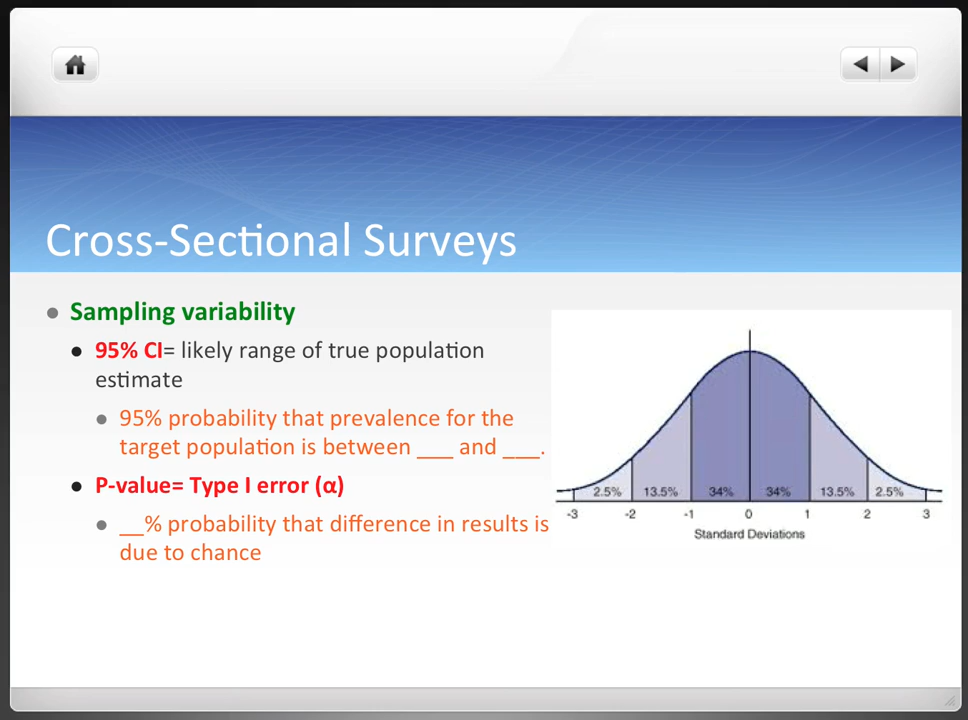 Cross-Sectional Surveys
Sampling variability
95% CI= likely range of true population
estimate
95% probability that prevalence for the
target population is between ___ and ___.
P-value= Type I error (α)
__% probability that difference in results is
due to chance
2.5% 13.5% 34% 34% 13.5% 2.5%
-3 -2 -1 0 1 2 3
Standard Deviations